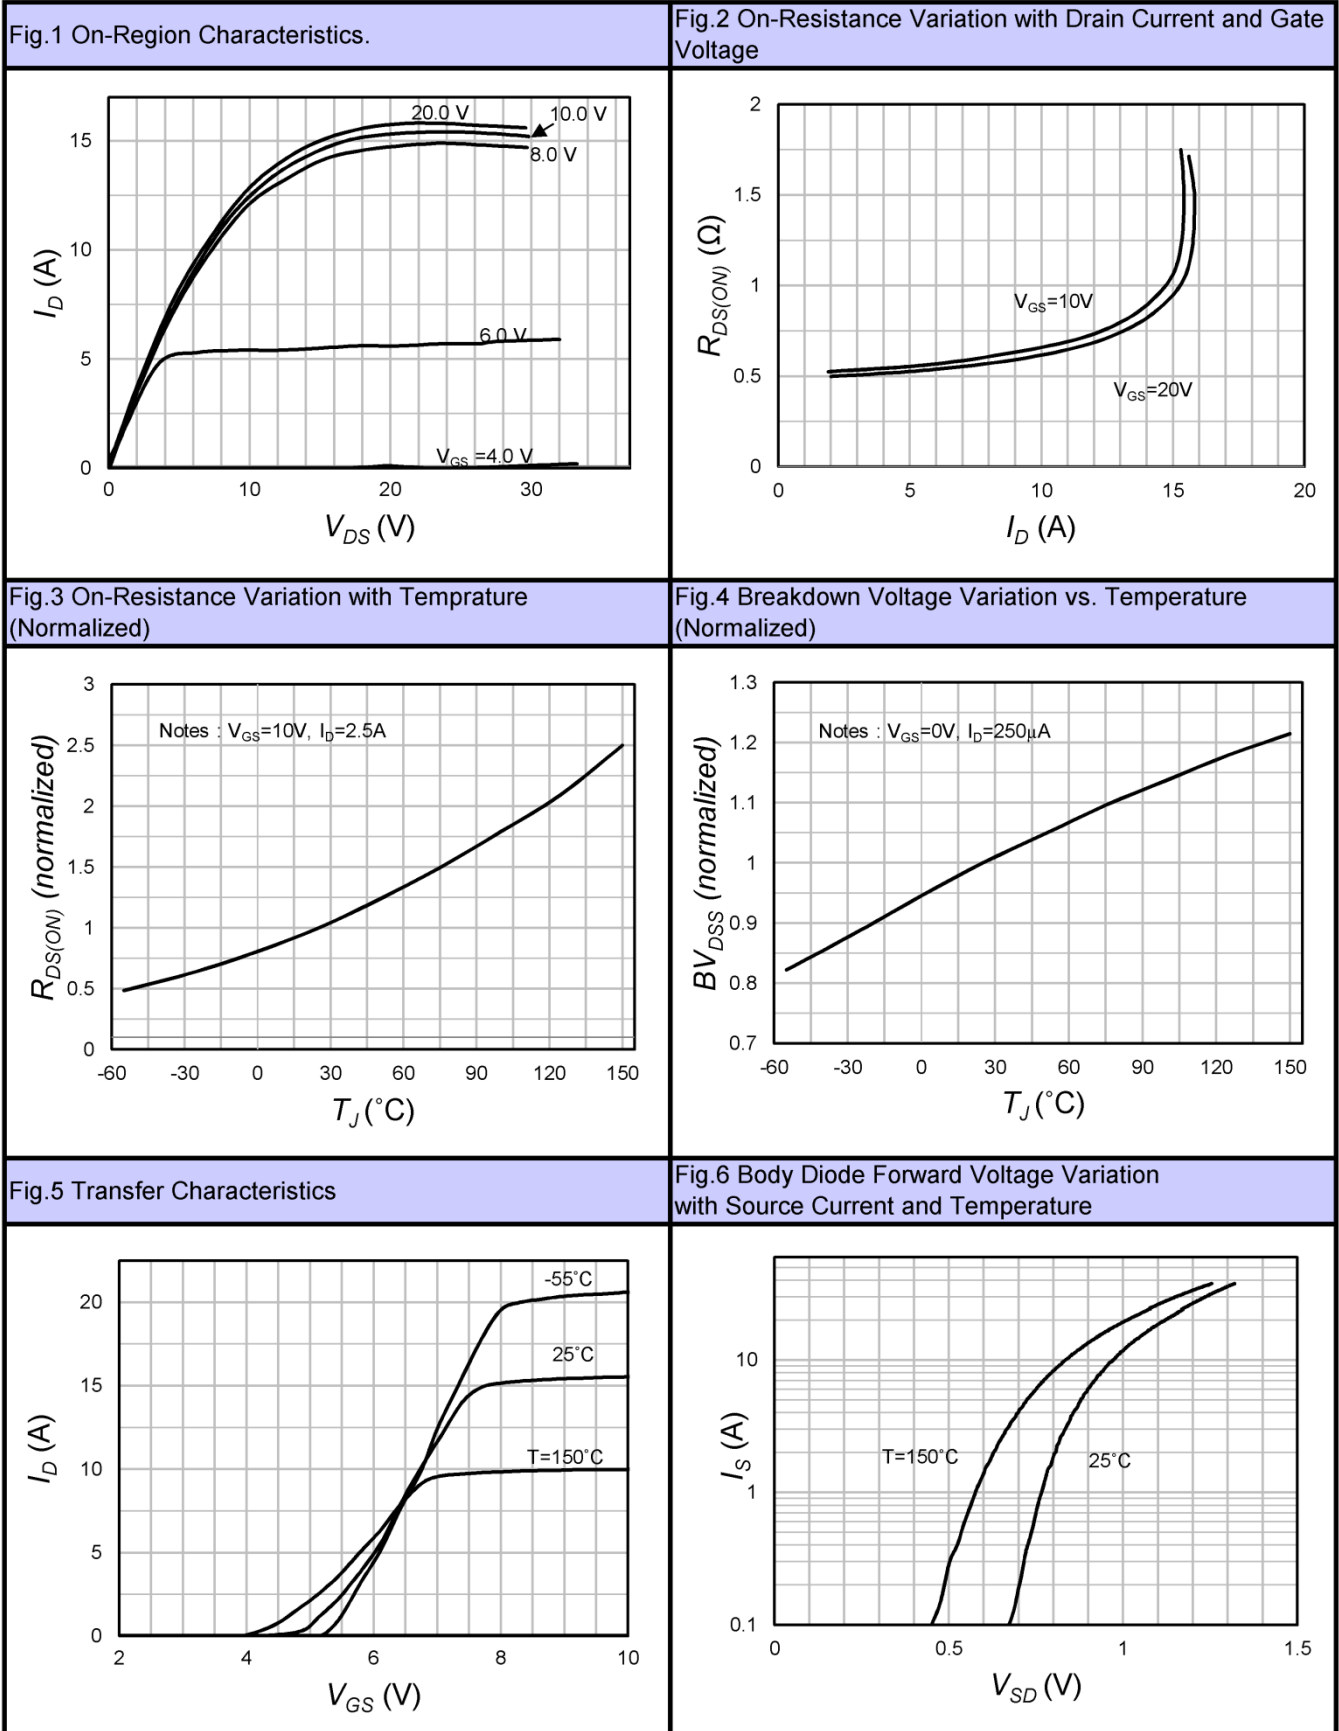 Fig.1 On-Region Characteristics.
Fig.2 On-Resistance Variation with Drain Current and Gate
Voltage
20.0 V
10.0 V
8.0 V
6.0 V
V_GS =4.0 V
15
10
5
0
0 10 20 30
I_D (A)
V_DS (V)
2
1.5
1
0.5
0
0 5 10 15 20
V_GS=10V
V_GS=20V
R_DS(ON) (Ω)
I_D (A)
Fig.3 On-Resistance Variation with Temprature
(Normalized)
Fig.4 Breakdown Voltage Variation vs. Temperature
(Normalized)
Notes : V_GS=10V, I_D=2.5A
3
2.5
2
1.5
1
0.5
0
-60 -30 0 30 60 90 120 150
R_DS(ON) (normalized)
T_J (˚C)
Notes : V_GS=0V, I_D=250µA
1.3
1.2
1.1
1
0.9
0.8
0.7
-60 -30 0 30 60 90 120 150
BV_DSS (normalized)
T_J (˚C)
Fig.5 Transfer Characteristics
Fig.6 Body Diode Forward Voltage Variation
with Source Current and Temperature
-55˚C
25˚C
T=150˚C
20
15
10
5
0
2 4 6 8 10
I_D (A)
V_GS (V)
T=150˚C
25˚C
10
1
0.1
0 0.5 1 1.5
I_S (A)
V_SD (V)